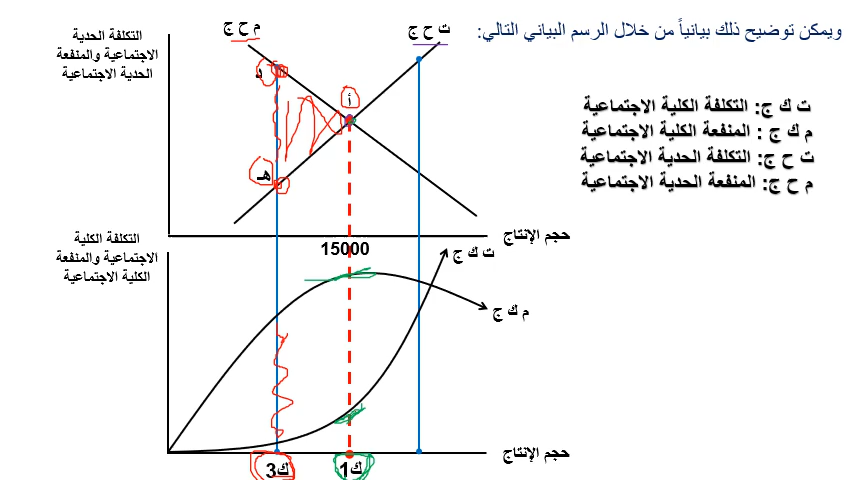 ويمكن توضيح ذلك بيانياً من خلال الرسم البياني التالي:
ت ك ج: التكلفة الكلية الاجتماعية
م ك ج : المنفعة الكلية الاجتماعية
ت ح ج: التكلفة الحدية الاجتماعية
م ح ج: المنفعة الحدية الاجتماعية
التكلفة الحدية
الاجتماعية والمنفعة
الحدية الاجتماعية
ت ح ج
م ح ج
د
أ
هـ
حجم الإنتاج
15000
التكلفة الكلية
الاجتماعية والمنفعة
الكلية الاجتماعية
ت ك ج
م ك ج
حجم الإنتاج
ك1
ك3